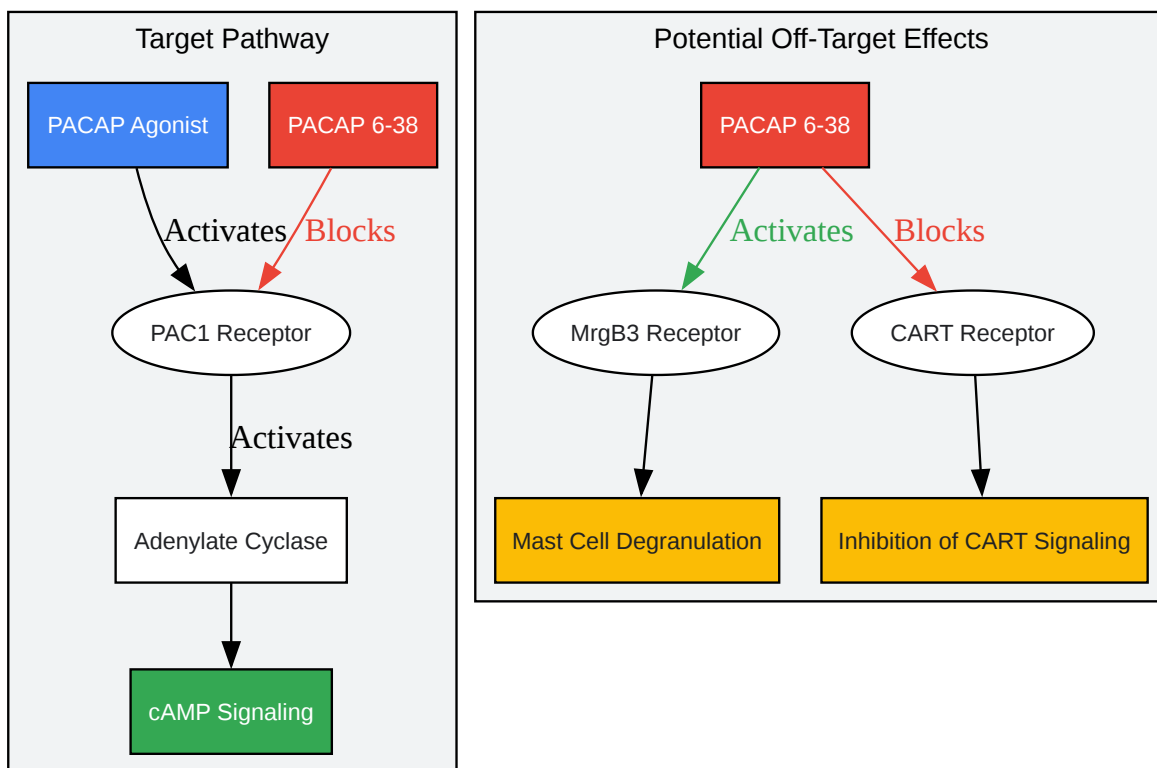 Target Pathway
PACAP Agonist
PACAP 6-38
Activates
Blocks
PAC1 Receptor
Activates
Adenylate Cyclase
cAMP Signaling
Potential Off-Target Effects
PACAP 6-38
Activates
Blocks
MrgB3 Receptor
CART Receptor
Mast Cell Degranulation
Inhibition of CART Signaling